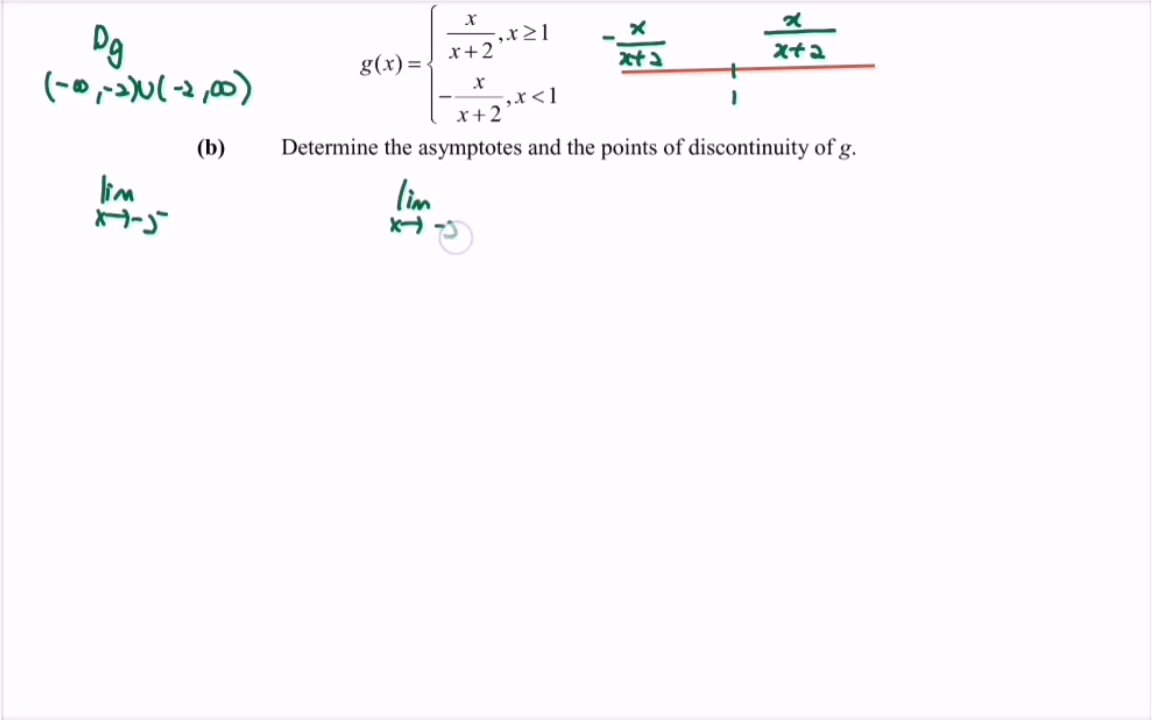 Dg
(-∞,-2)∪(-2,∞)
g(x) = { x/(x+2), x ≥ 1
-x/(x+2), x < 1
-x/(x+2) x/(x+2)
1
(b) Determine the asymptotes and the points of discontinuity of g.
lim lim
x→ x→